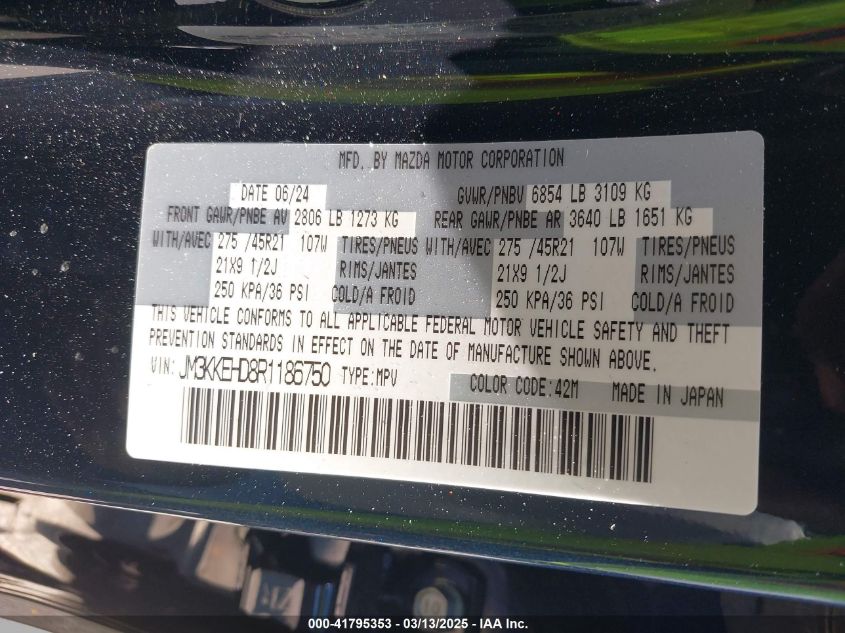 MFD. BY MAZDA MOTOR CORPORATION
DATE 06/24 GVWR/PNBV 6854 LB 3109 KG
FRONT GAWR/PNBE AV 2806 LB 1273 KG REAR GAWR/PNBE AR 3640 LB 1651 KG
WITH/AVEC 275 /45R21 107W TIRES/PNEUS WITH/AVEC 275 /45R21 107W TIRES/PNEUS
21X9 1/2J RIMS/JANTES 21X9 1/2J RIMS/JANTES
250 KPA/36 PSI COLD/A FROID 250 KPA/36 PSI COLD/A FROID
THIS VEHICLE CONFORMS TO ALL APPLICABLE FEDERAL MOTOR VEHICLE SAFETY AND THEFT
PREVENTION STANDARDS IN EFFECT ON THE DATE OF MANUFACTURE SHOWN ABOVE.
VIN: JM3KKEHD8R1186750 TYPE:MPV COLOR CODE:42M MADE IN JAPAN
000-41795353 - 03/13/2025 - IAA Inc.